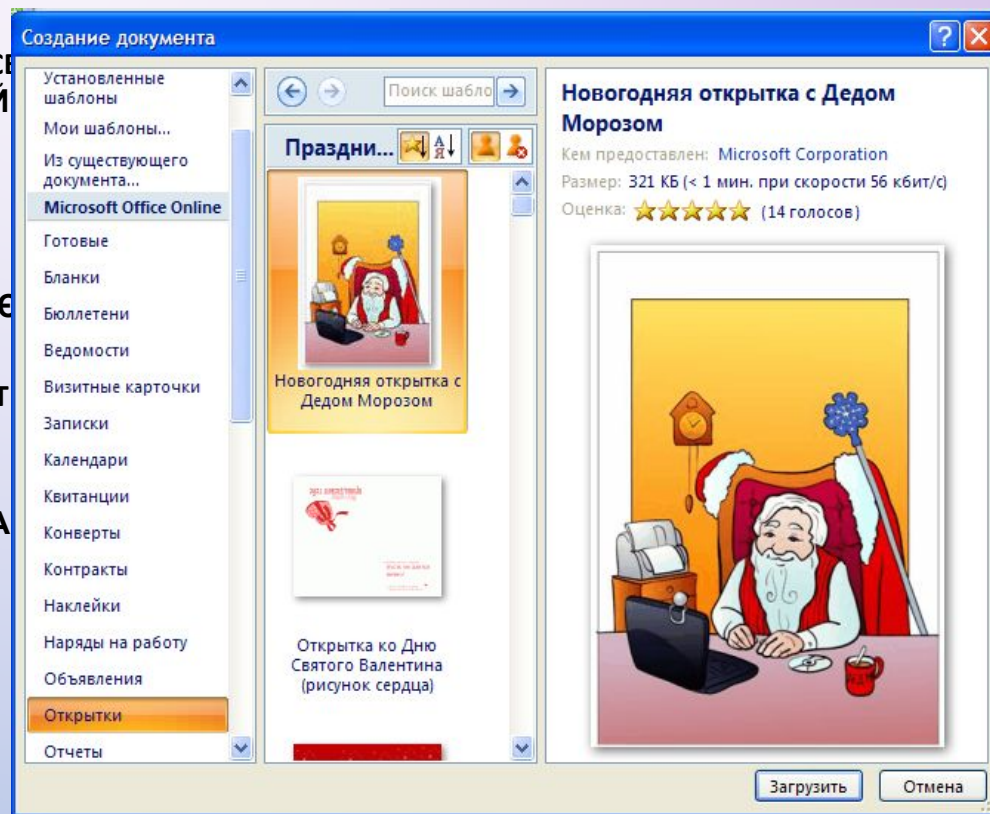 Создание документа
Установленные
шаблоны
Мои шаблоны...
Из существующего
документа...
Microsoft Office Online
Готовые
Бланки
Бюллетени
Ведомости
Визитные карточки
Записки
Календари
Квитанции
Конверты
Контракты
Наклейки
Наряды на работу
Объявления
Открытки
Отчеты
Поиск шабло
Праздни...
Новогодняя открытка с
Дедом Морозом
Открытка ко Дню
Святого Валентина
(рисунок сердца)
Новогодняя открытка с Дедом
Морозом
Кем предоставлен: Microsoft Corporation
Размер: 321 КБ (< 1 мин. при скорости 56 кбит/с)
Оценка: (14 голосов)
Загрузить
Отмена